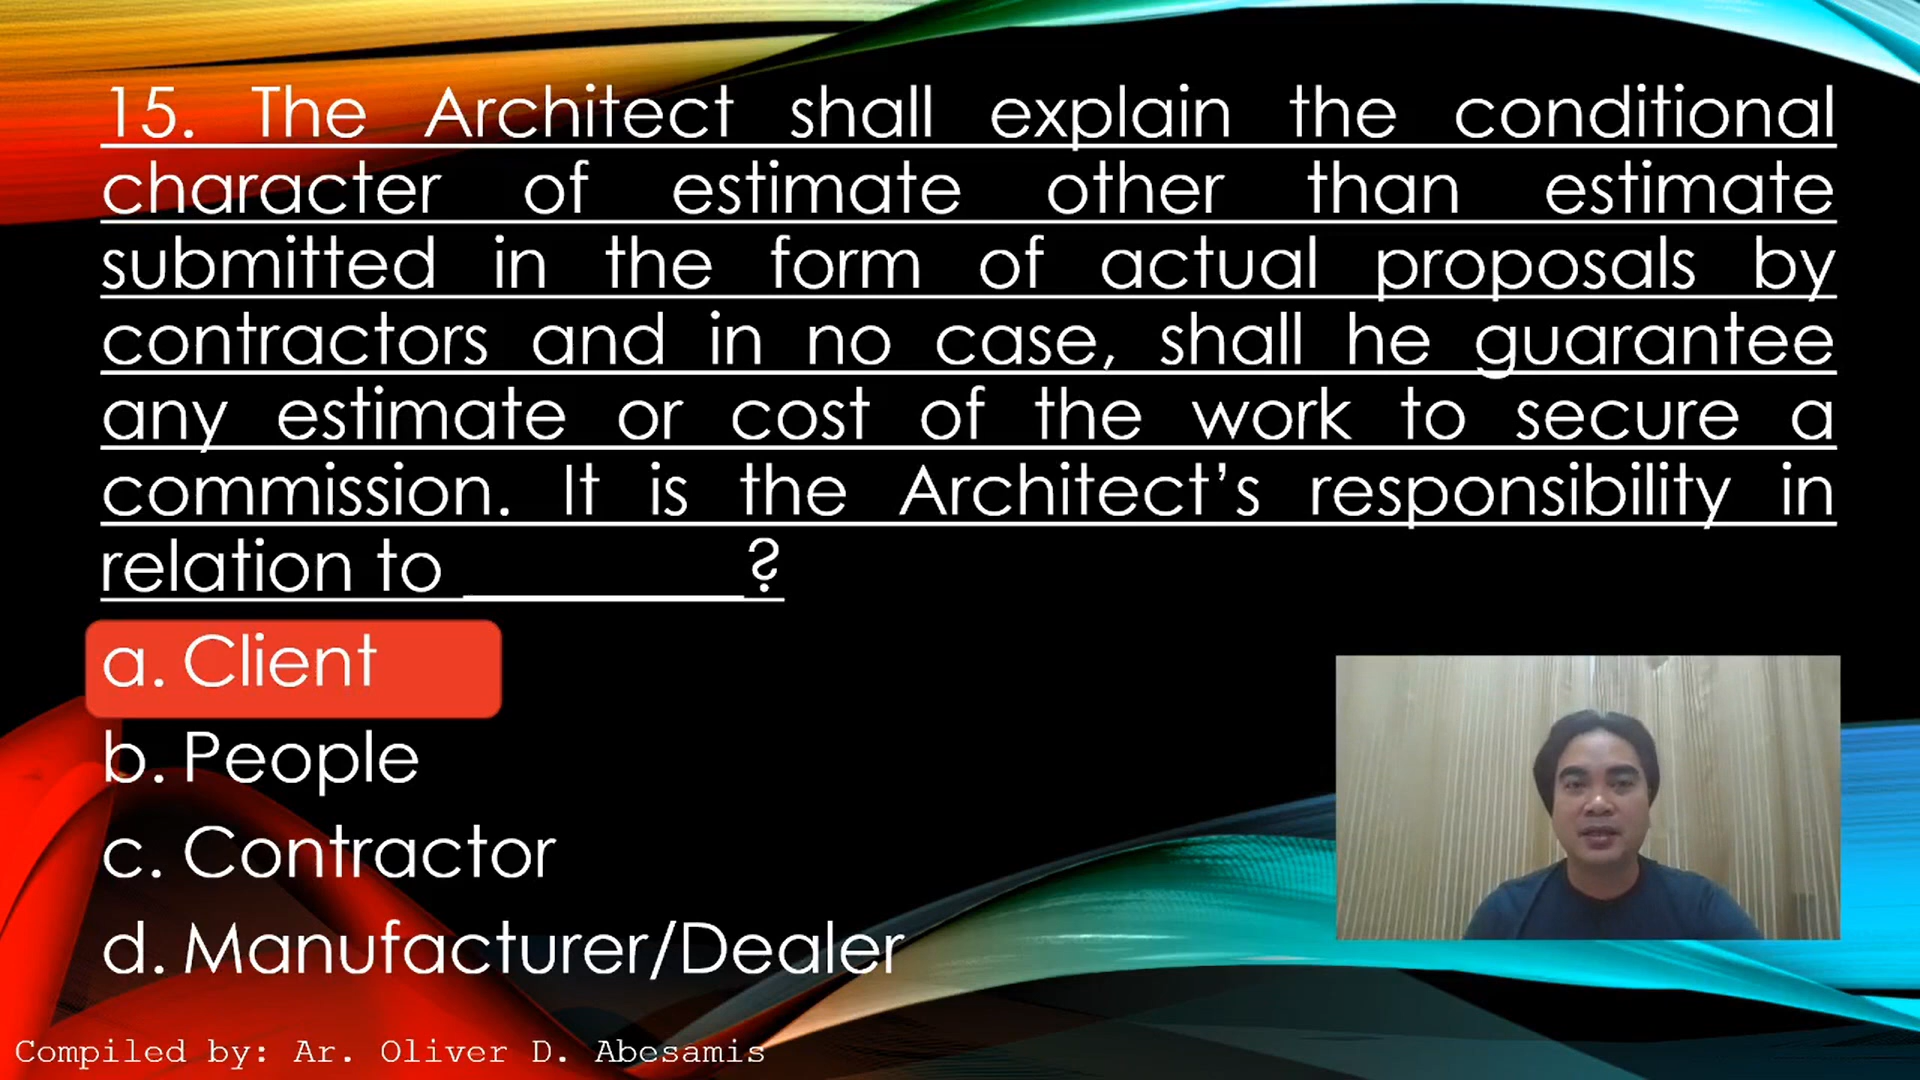 15. The Architect shall explain the conditional
character of estimate other than estimate
submitted in the form of actual proposals by
contractors and in no case, shall he guarantee
any estimate or cost of the work to secure a
commission. It is the Architect’s responsibility in
relation to ________?
a. Client
b. People
c. Contractor
d. Manufacturer/Dealer
Compiled by: Ar. Oliver D. Abesamis